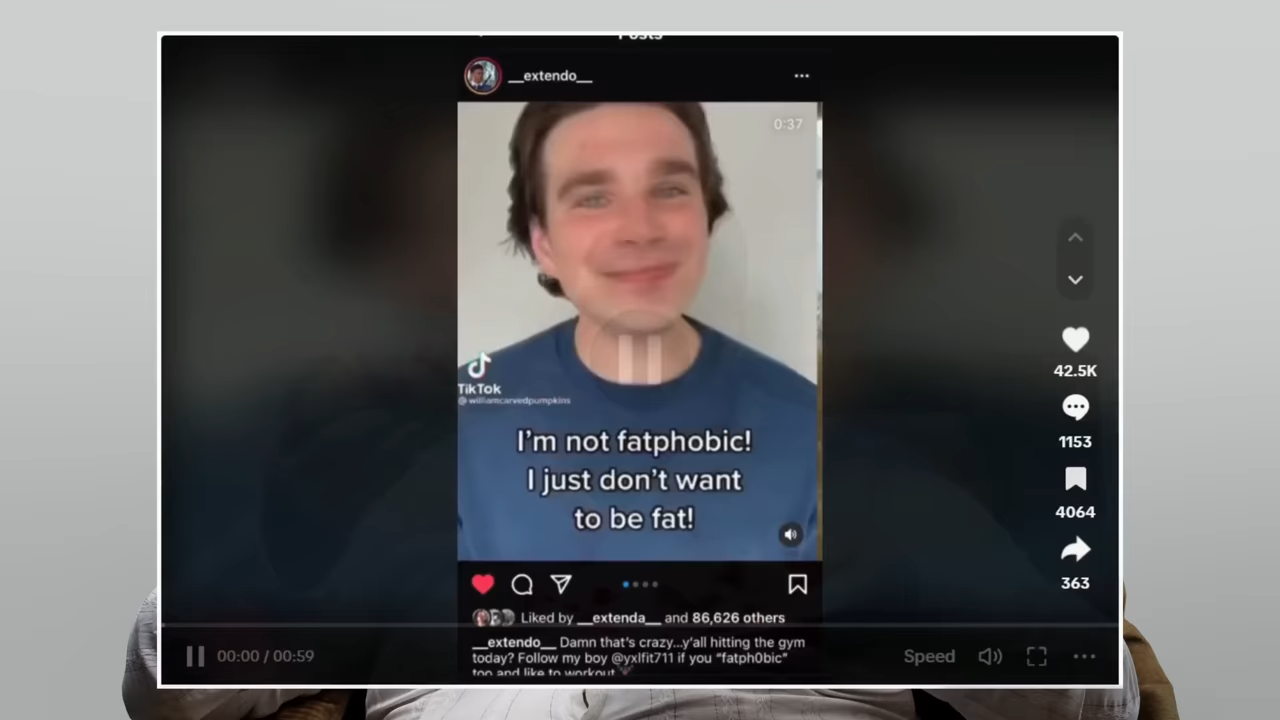 Posts
__extendo__
0:37
TikTok
@williamcarvedpumpkins
I'm not fatphobic!
I just don't want
to be fat!
Liked by __extenda__ and 86,626 others
__extendo__ Damn that's crazy...y'all hitting the gym
today? Follow my boy @yxlfit711 if you "fatph0bic"
too and like to workout
42.5K
1153
4064
363
00:00 / 00:59
Speed